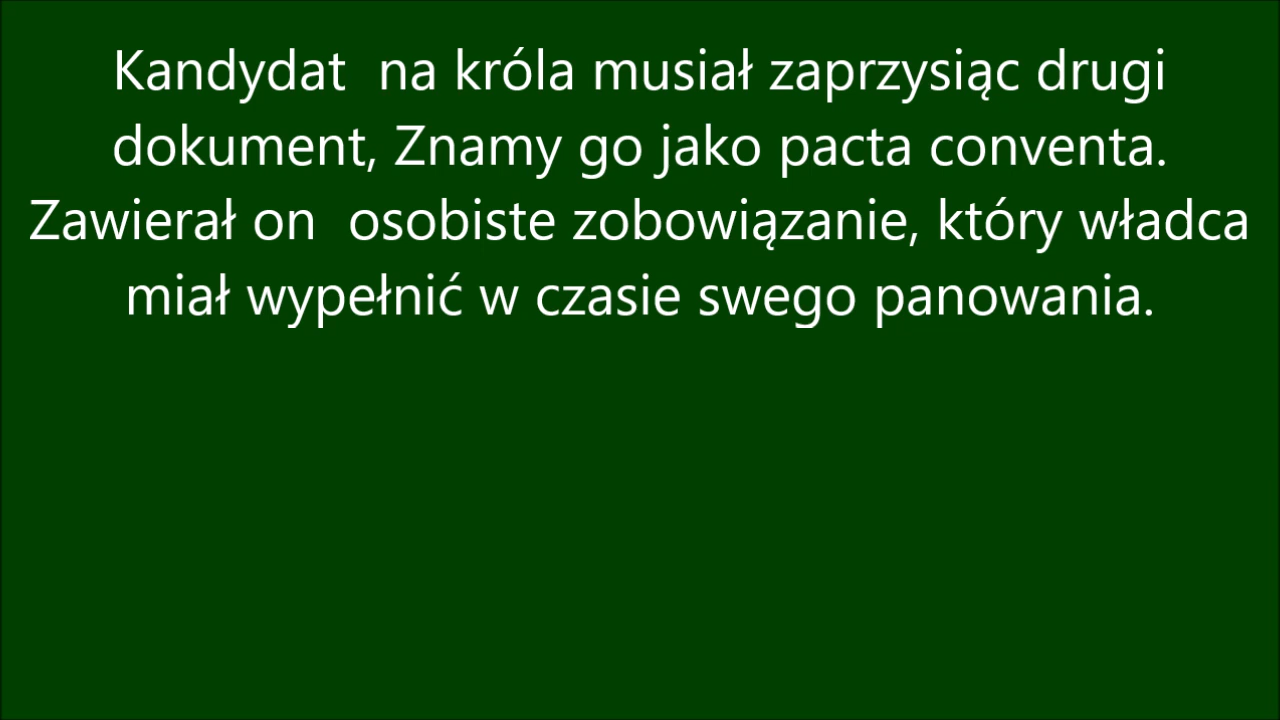 Kandydat  na króla musiał zaprzysiąc drugi
dokument, Znamy go jako pacta conventa.
Zawierał on  osobiste zobowiązanie, który władca
miał wypełnić w czasie swego panowania.